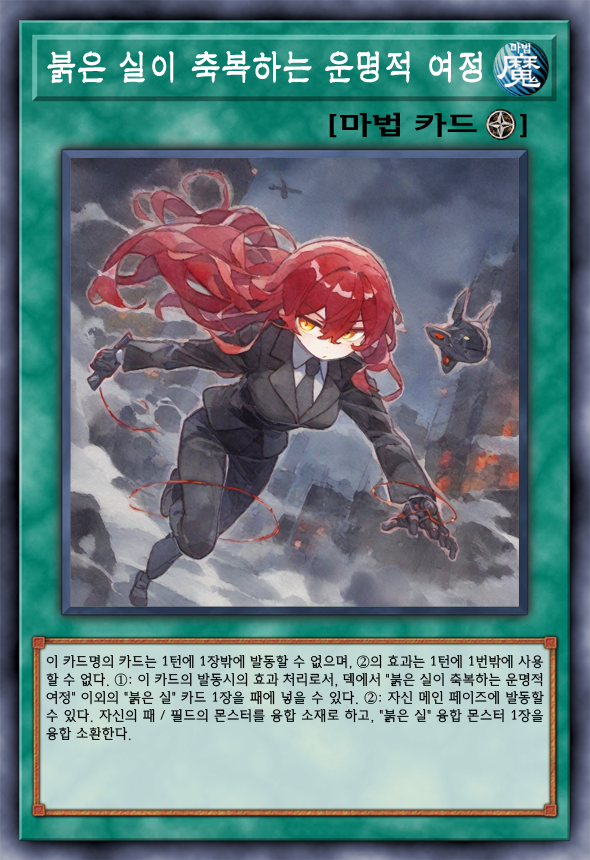 붉은 실이 축복하는 운명적 여정
마법
魔
[마법 카드]
이 카드명의 카드는 1턴에 1장밖에 발동할 수 없으며, ②의 효과는 1턴에 1번밖에 사용
할 수 없다. ①: 이 카드의 발동시의 효과 처리로서, 덱에서 "붉은 실이 축복하는 운명적
여정" 이외의 "붉은 실" 카드 1장을 패에 넣을 수 있다. ②: 자신 메인 페이즈에 발동할
수 있다. 자신의 패 / 필드의 몬스터를 융합 소재로 하고, "붉은 실" 융합 몬스터 1장을
융합 소환한다.